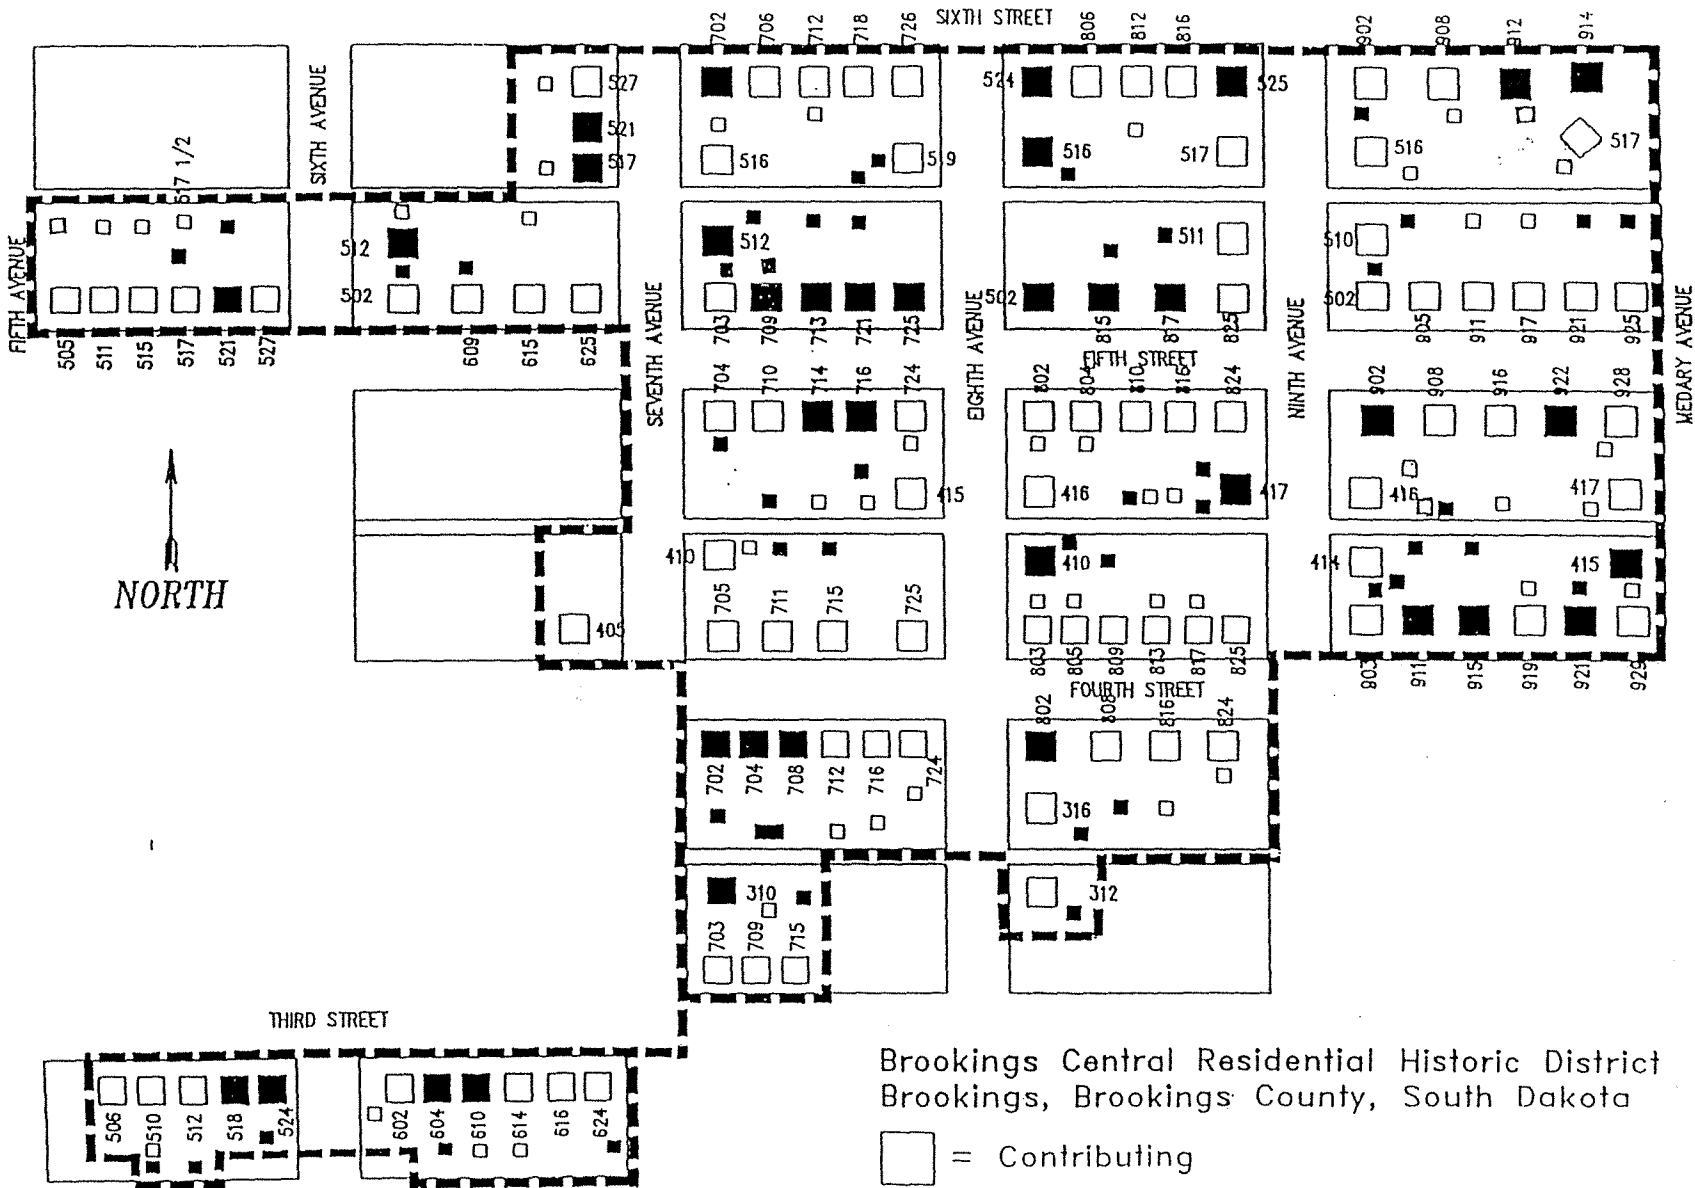 SIXTH STREET
702 706 712 718 726
806 812 816
902 908 912 914
SIXTH AVENUE
527
521
517
516 519
524 525
516 517
516 517
517 1/2
FIFTH AVENUE
512
502
505 511 515 517 521 527
609 615 625
SEVENTH AVENUE
512
703 709 713 721 725
EIGHTH AVENUE
511
502
815 817 825
NINTH AVENUE
510
502
905 911 917 921 925
MEDARY AVENUE
FIFTH STREET
704 710 714 716 724
415
802 804 810 816 824
416 417
902 908 916 922 928
416 417
NORTH
405
410
705 711 715 725
410
803 805 809 813 817 825
414 415
803 911 915 919 921 929
FOURTH STREET
702 704 708 712 716 724
802 808 816 824
316
310
703 709 715
312
THIRD STREET
506 510 512 518 524
602 604 610 614 616 624
Brookings Central Residential Historic District
Brookings, Brookings County, South Dakota
= Contributing